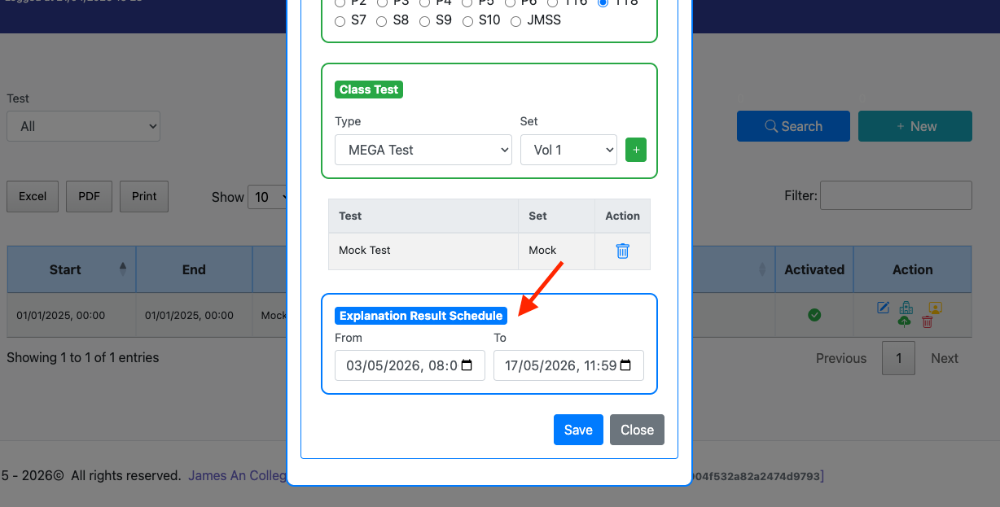 P2 P3 P4 P5 P6 TT6 TT8
S7 S8 S9 S10 JMSS
Class Test
Test
Type Set
All
MEGA Test Vol 1 +
Search + New
Excel PDF Print Show 10
Filter:
Test Set Action
Mock Test Mock
Start End Activated Action
01/01/2025, 00:00 01/01/2025, 00:00 Mock
Explanation Result Schedule
From To
03/05/2026, 08:0 17/05/2026, 11:59
Showing 1 to 1 of 1 entries
Previous 1 Next
Save Close
5 - 2026© All rights reserved. James An Colleg
04f532a82a2474d9793]